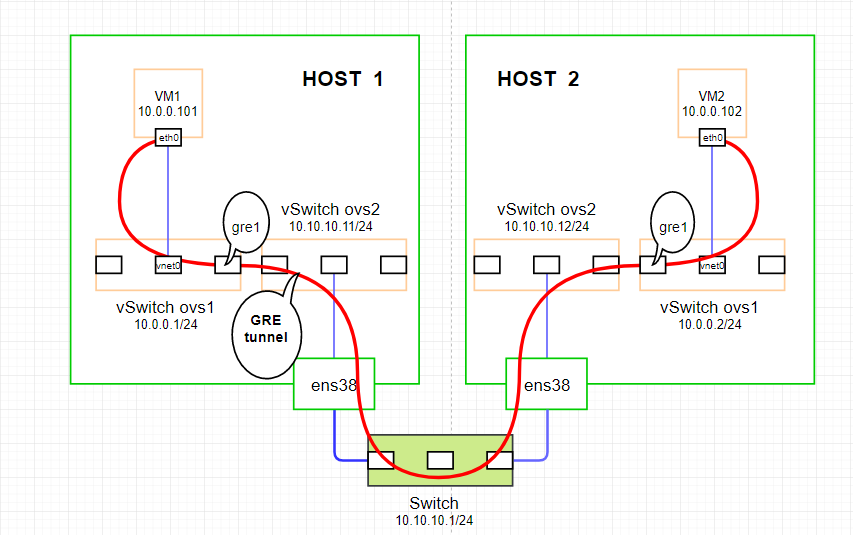 HOST 1
HOST 2
VM1
10.0.0.101
eth0
VM2
10.0.0.102
eth0
gre1
vSwitch ovs2
10.10.10.11/24
vSwitch ovs2
10.10.10.12/24
gre1
vnet0
vnet0
vSwitch ovs1
10.0.0.1/24
GRE
tunnel
vSwitch ovs1
10.0.0.2/24
ens38
ens38
Switch
10.10.10.1/24